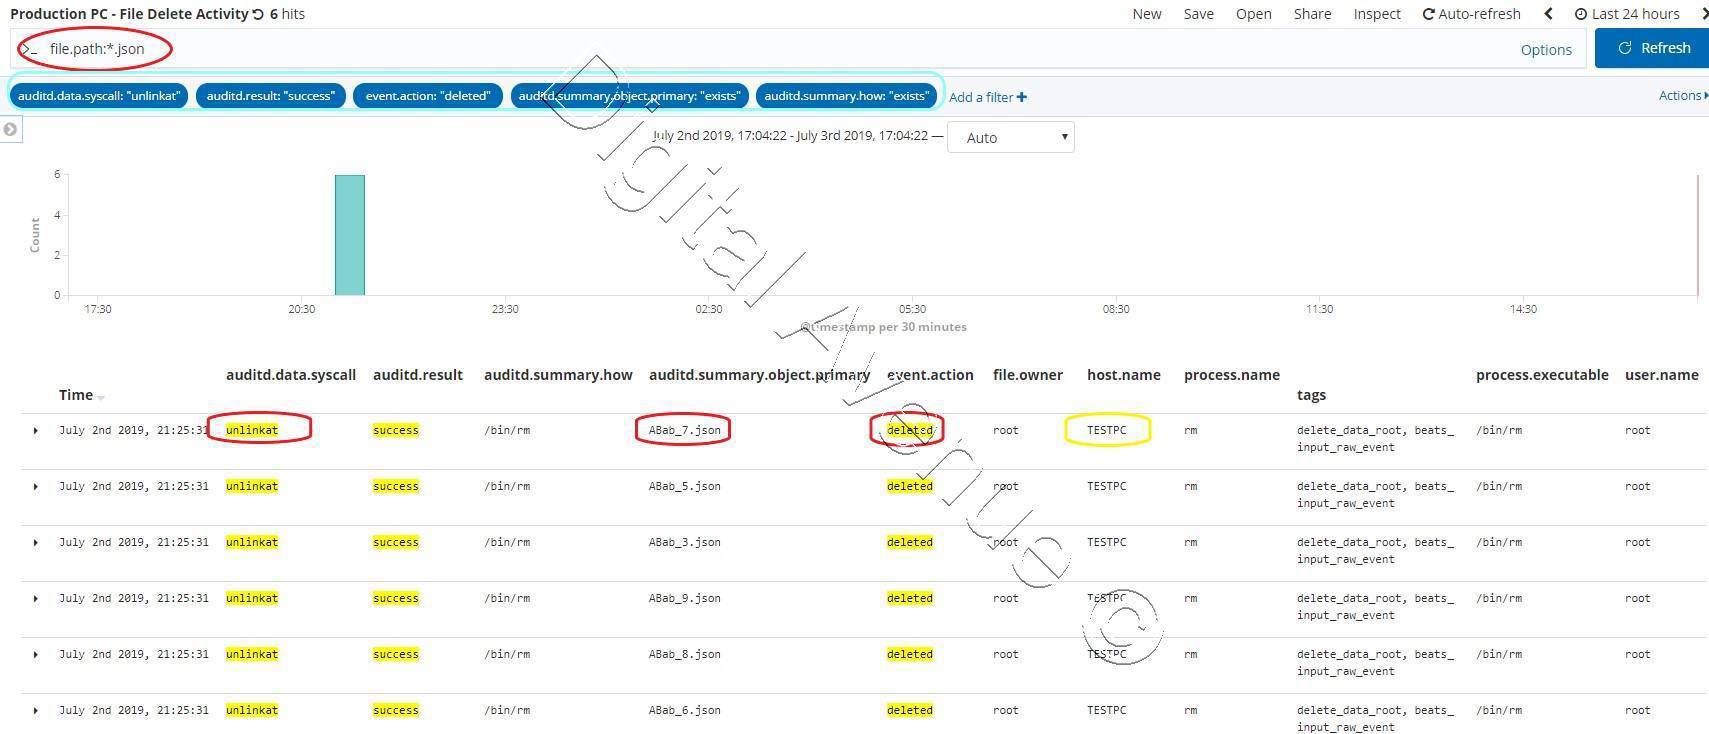 Production PC - File Delete Activity 6 hits
New Save Open Share Inspect Auto-refresh Last 24 hours
>_ file.path:*.json
Options Refresh
auditd.data.syscall: "unlinkat" auditd.result: "success" event.action: "deleted" auditd.summary.object.primary: "exists" auditd.summary.how: "exists" Add a filter +
Actions
July 2nd 2019, 17:04:22 - July 3rd 2019, 17:04:22 — Auto
6
4
2
0
Count
17:30 20:30 23:30 02:30 05:30 08:30 11:30 14:30
@timestamp per 30 minutes
Time auditd.data.syscall auditd.result auditd.summary.how auditd.summary.object.primary event.action file.owner host.name process.name tags process.executable user.name
July 2nd 2019, 21:25:31 unlinkat success /bin/rm ABab_7.json deleted root TESTPC rm delete_data_root, beats_ /bin/rm root
input_raw_event
July 2nd 2019, 21:25:31 unlinkat success /bin/rm ABab_5.json deleted root TESTPC rm delete_data_root, beats_ /bin/rm root
input_raw_event
July 2nd 2019, 21:25:31 unlinkat success /bin/rm ABab_3.json deleted root TESTPC rm delete_data_root, beats_ /bin/rm root
input_raw_event
July 2nd 2019, 21:25:31 unlinkat success /bin/rm ABab_9.json deleted root TESTPC rm delete_data_root, beats_ /bin/rm root
input_raw_event
July 2nd 2019, 21:25:31 unlinkat success /bin/rm ABab_8.json deleted root TESTPC rm delete_data_root, beats_ /bin/rm root
input_raw_event
July 2nd 2019, 21:25:31 unlinkat success /bin/rm ABab_6.json deleted root TESTPC rm delete_data_root, beats_ /bin/rm root
input_raw_event
Digital AVenue ©